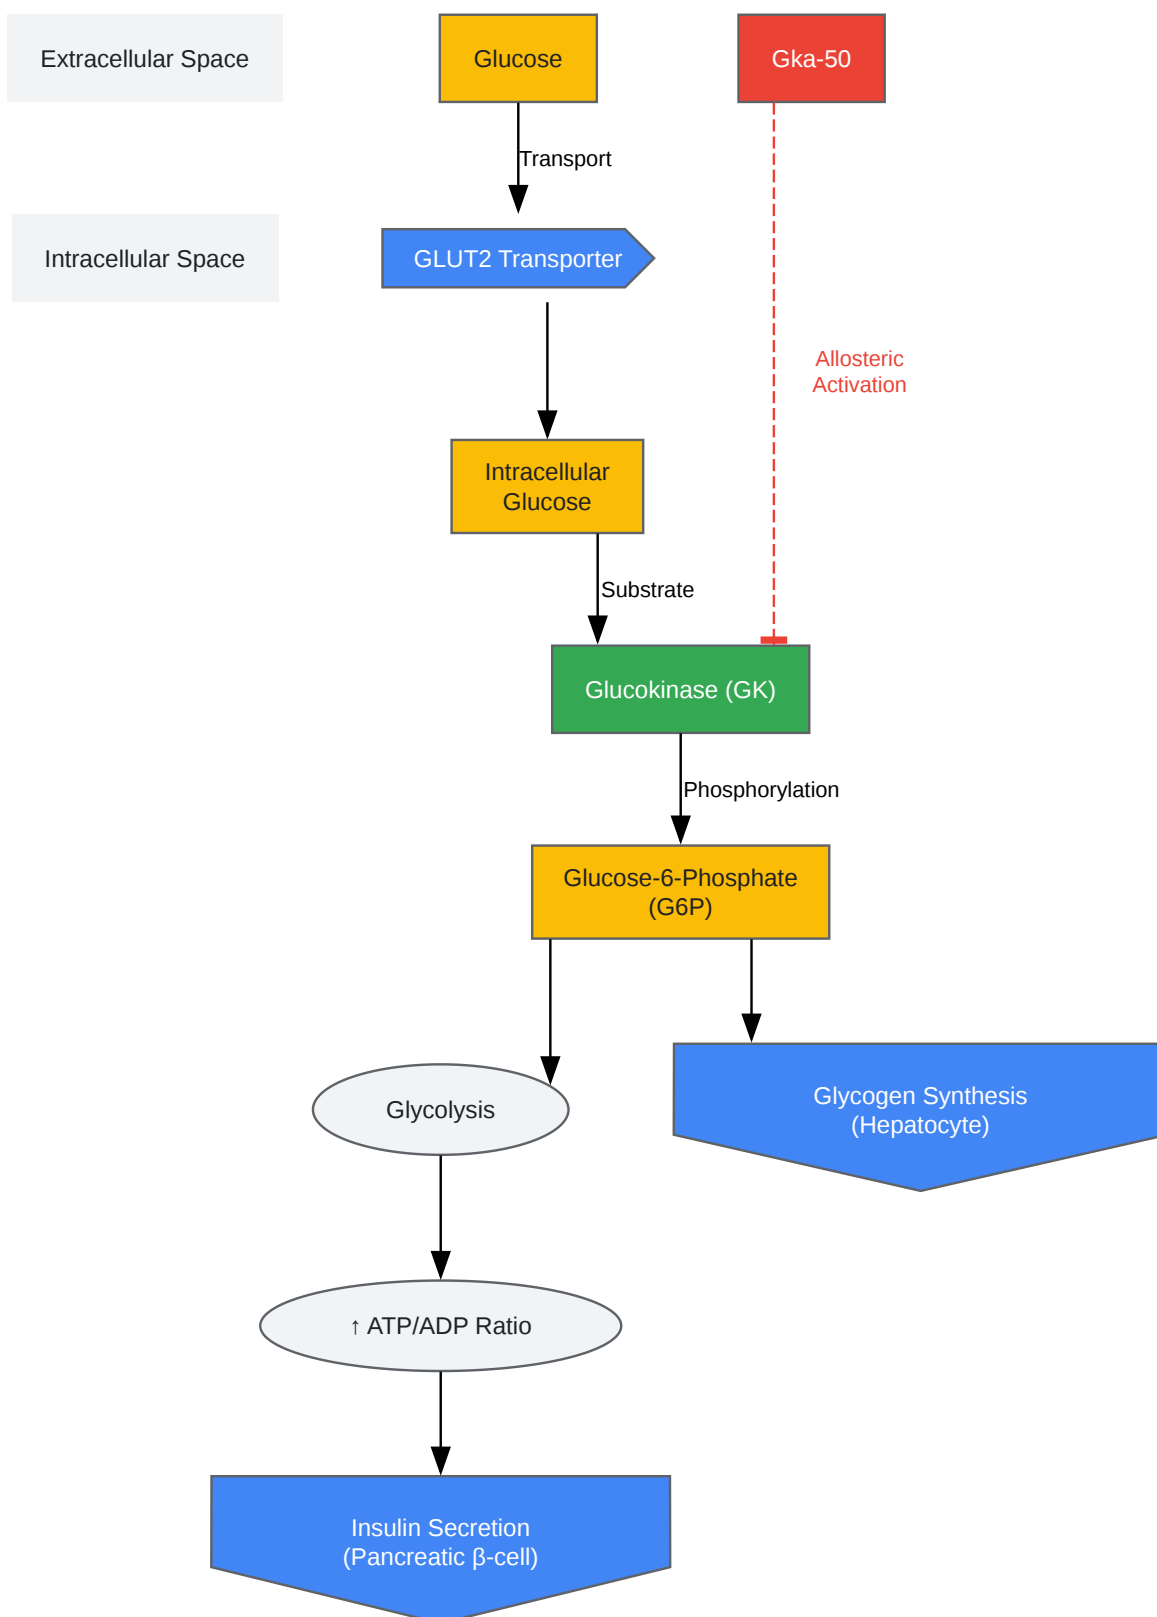 Extracellular Space
Glucose
Gka-50
Transport
Intracellular Space
GLUT2 Transporter
Allosteric
Activation
Intracellular
Glucose
Substrate
Glucokinase (GK)
Phosphorylation
Glucose-6-Phosphate
(G6P)
Glycolysis
Glycogen Synthesis
(Hepatocyte)
↑ ATP/ADP Ratio
Insulin Secretion
(Pancreatic β-cell)